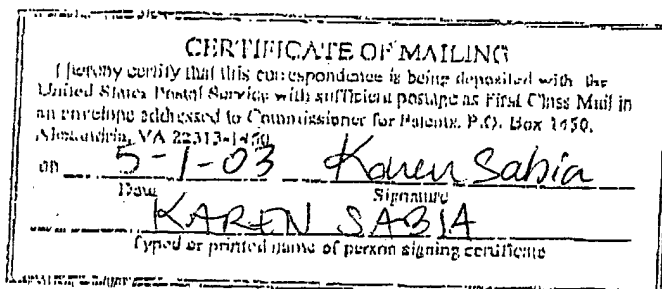 CERTIFICATE OF MAILING
I hereby certify that this correspondence is being deposited with the
United States Postal Service with sufficient postage as First Class Mail in
an envelope addressed to Commissioner for Patents, P.O. Box 1450,
Alexandria, VA 22313-1450
on 5-1-03 Karen Sabia
Date Signature
KAREN SABIA
Typed or printed name of person signing certificate